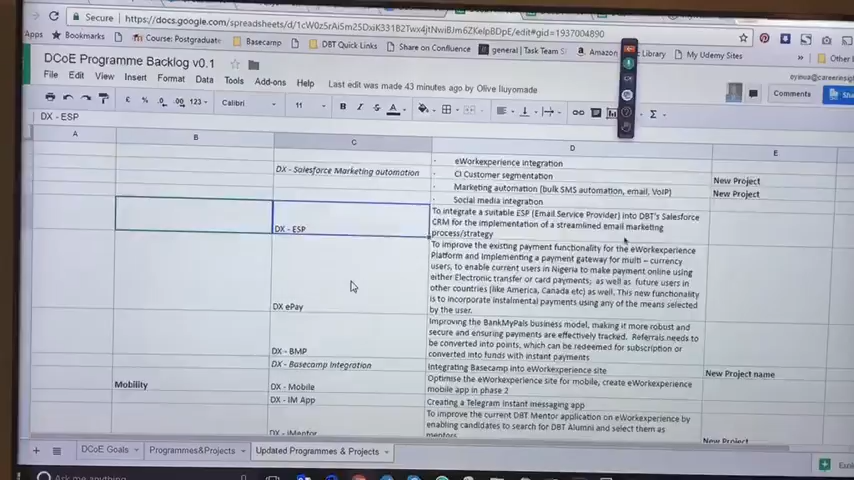 Secure
https://docs.google.com/spreadsheets/d/1cW0z5rAi5m25DxiK331B2Twx4jtNwiBJm6ZKelpBDpE/edit#gid=1937004890
Apps Bookmarks Course: Postgraduate Basecamp DBT Quick Links Share on Confluence general | Task Team S Amazon Library My Udemy Sites » Other
DCoE Programme Backlog v0.1
File Edit View Insert Format Data Tools Add-ons Help Last edit was made 43 minutes ago by Olive Iluyomade
Comments
£ % .0 .00 123 Calibri 11 B I S A
DX - ESP
A B C D E
eWorkexperience integration
DX - Salesforce Marketing automation
CI Customer segmentation
New Project
Marketing automation (bulk SMS automation, email, VoIP)
New Project
Social media integration
To integrate a suitable ESP (Email Service Provider) into DBT's Salesforce
CRM for the implementation of a streamlined email marketing
process/strategy
DX - ESP
To improve the existing payment functionality for the eWorkexperience
Platform and Implementing a payment gateway for multi – currency
users, to enable current users in Nigeria to make payment online using
either Electronic transfer or card payments; as well as future users in
other countries (like America, Canada etc) as well. This new functionality
is to incorporate instalmental payments using any of the means selected
by the user.
DX ePay
Improving the BankMyPals business model, making it more robust and
secure and ensuring payments are effectively tracked. Referrals needs to
be converted into points, which can be redeemed for subscription or
converted into funds with instant payments
DX - BMP
DX - Basecamp Integration
Integrating Basecamp into eWorkexperience site
New Project name
Mobility
DX - Mobile
Optimise the eWorkexperience site for mobile, create eWorkexperience
mobile app in phase 2
DX - IM App
Creating a Telegram instant messaging app
To improve the current DBT Mentor application on eWorkexperience by
enabling candidates to search for DBT Alumni and select them as
mentors
DX - iMentor
New Project
DCoE Goals Programmes&Projects Updated Programmes & Projects
Ask me anything